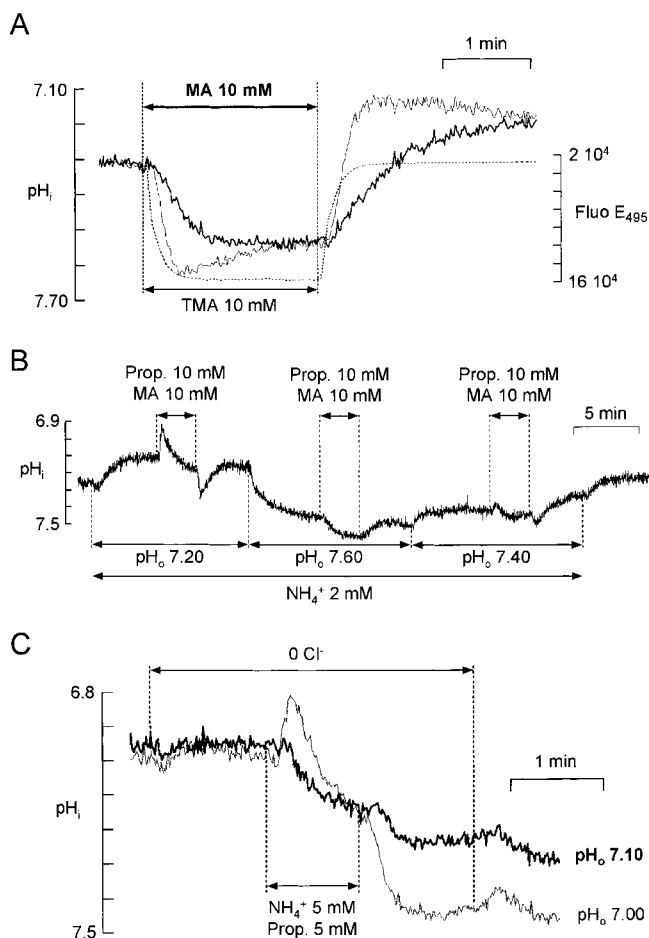 A
1 min
7.10
MA 10 mM
2 10⁴
pHᵢ
Fluo E₄₉₅
16 10⁴
7.70
TMA 10 mM
B
Prop. 10 mM
MA 10 mM
Prop. 10 mM
MA 10 mM
Prop. 10 mM
MA 10 mM
5 min
6.9
pHᵢ
7.5
pHₒ 7.20
pHₒ 7.60
pHₒ 7.40
NH₄⁺ 2 mM
C
0 Cl⁻
6.8
1 min
pHᵢ
pHₒ 7.10
pHₒ 7.00
NH₄⁺ 5 mM
Prop. 5 mM
7.5